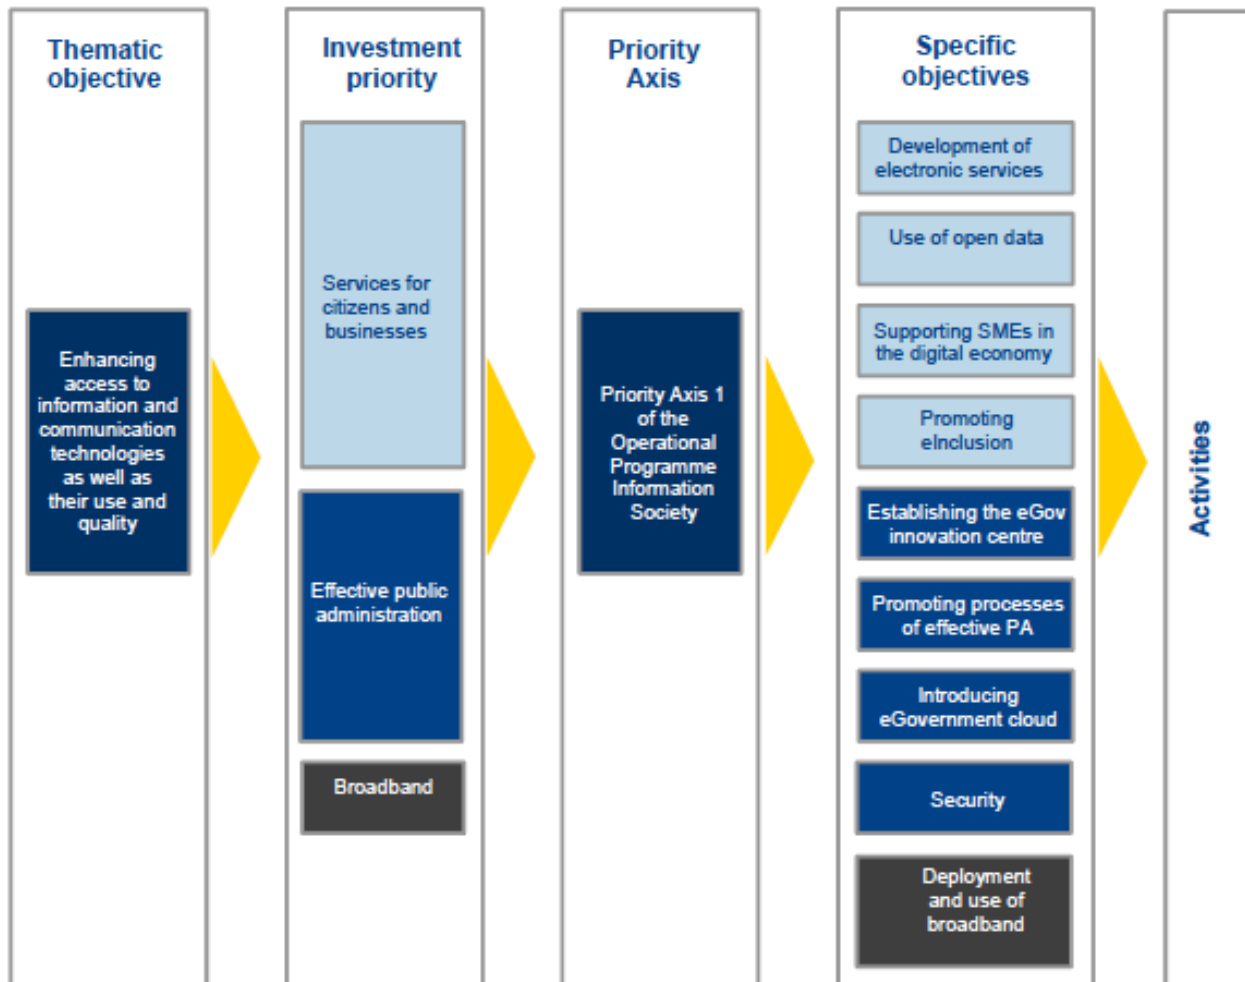 Thematic
objective
Enhancing
access to
information and
communication
technologies
as well as
their use and
quality
Investment
priority
Services for
citizens and
businesses
Effective public
administration
Broadband
Priority
Axis
Priority Axis 1
of the
Operational
Programme
Information
Society
Specific
objectives
Development of
electronic services
Use of open data
Supporting SMEs in
the digital economy
Promoting
eInclusion
Establishing the eGov
innovation centre
Promoting processes
of effective PA
Introducing
eGovernment cloud
Security
Deployment
and use of
broadband
Activities